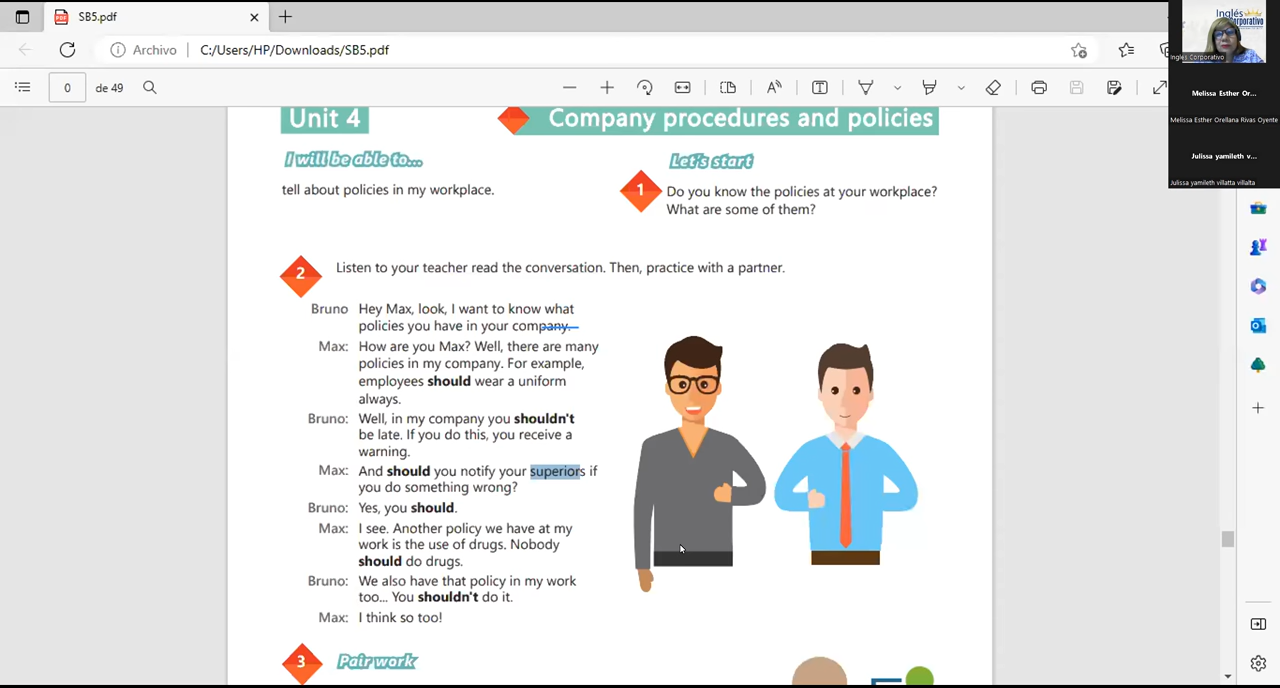 SB5.pdf
Archivo
C:/Users/HP/Downloads/SB5.pdf
0
de 49
Inglés
Corporativo
Inglés Corporativo
Melissa Esther Or...
Melissa Esther Orellana Rivas Oyente
Julissa yamileth v...
Julissa yamileth villatta villalta
Unit 4
Company procedures and policies
I will be able to...
tell about policies in my workplace.
Let's start
1
Do you know the policies at your workplace?
What are some of them?
2
Listen to your teacher read the conversation. Then, practice with a partner.
Bruno Hey Max, look, I want to know what
policies you have in your company.
Max: How are you Max? Well, there are many
policies in my company. For example,
employees should wear a uniform
always.
Bruno: Well, in my company you shouldn't
be late. If you do this, you receive a
warning.
Max: And should you notify your superiors if
you do something wrong?
Bruno: Yes, you should.
Max: I see. Another policy we have at my
work is the use of drugs. Nobody
should do drugs.
Bruno: We also have that policy in my work
too... You shouldn't do it.
Max: I think so too!
3
Pair work